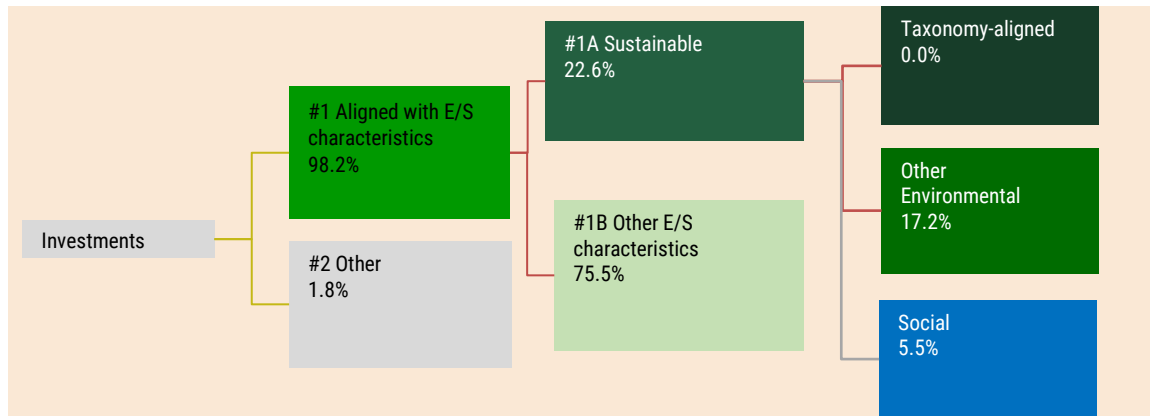 Investments
#1 Aligned with E/S
characteristics
98.2%
#2 Other
1.8%
#1A Sustainable
22.6%
#1B Other E/S
characteristics
75.5%
Taxonomy-aligned
0.0%
Other
Environmental
17.2%
Social
5.5%